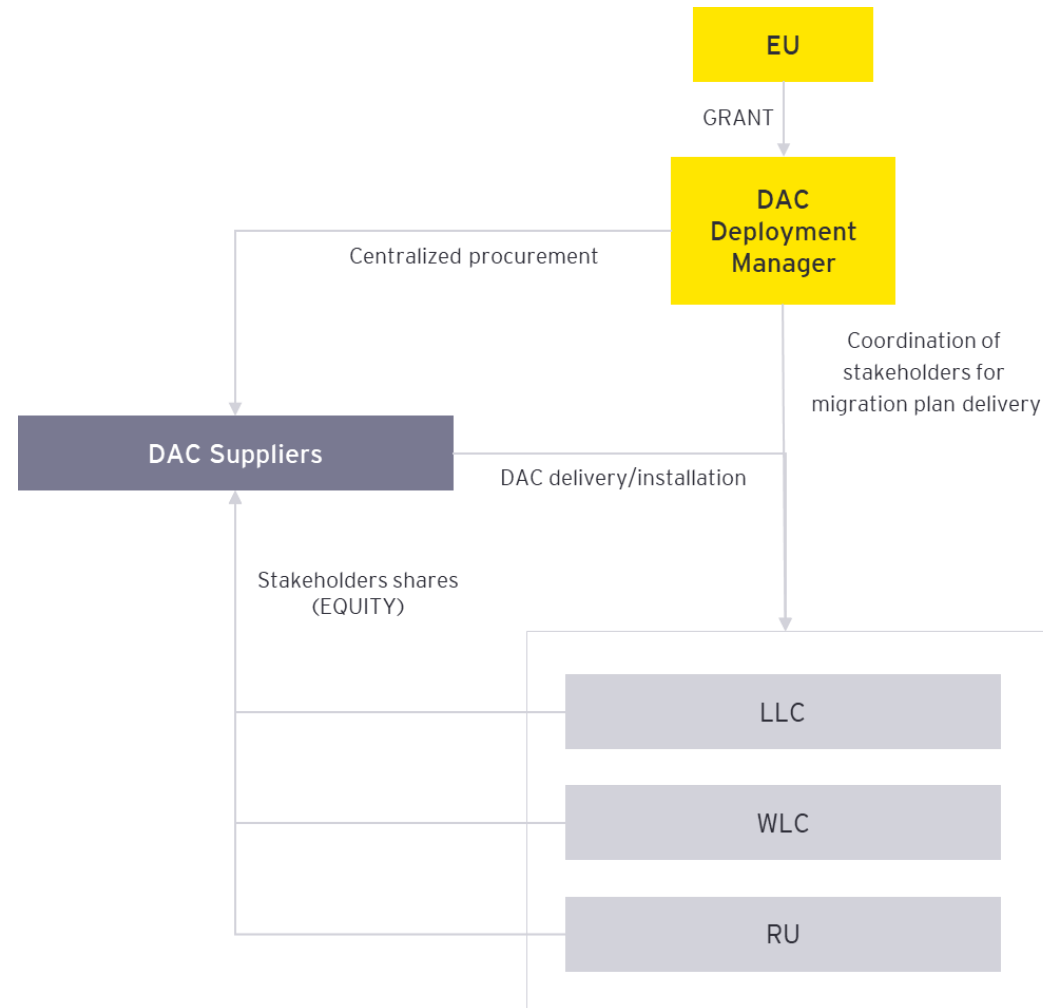 EU
GRANT
DAC
Deployment
Manager
Centralized procurement
Coordination of
stakeholders for
migration plan delivery
DAC Suppliers
DAC delivery/installation
Stakeholders shares
(EQUITY)
LLC
WLC
RU